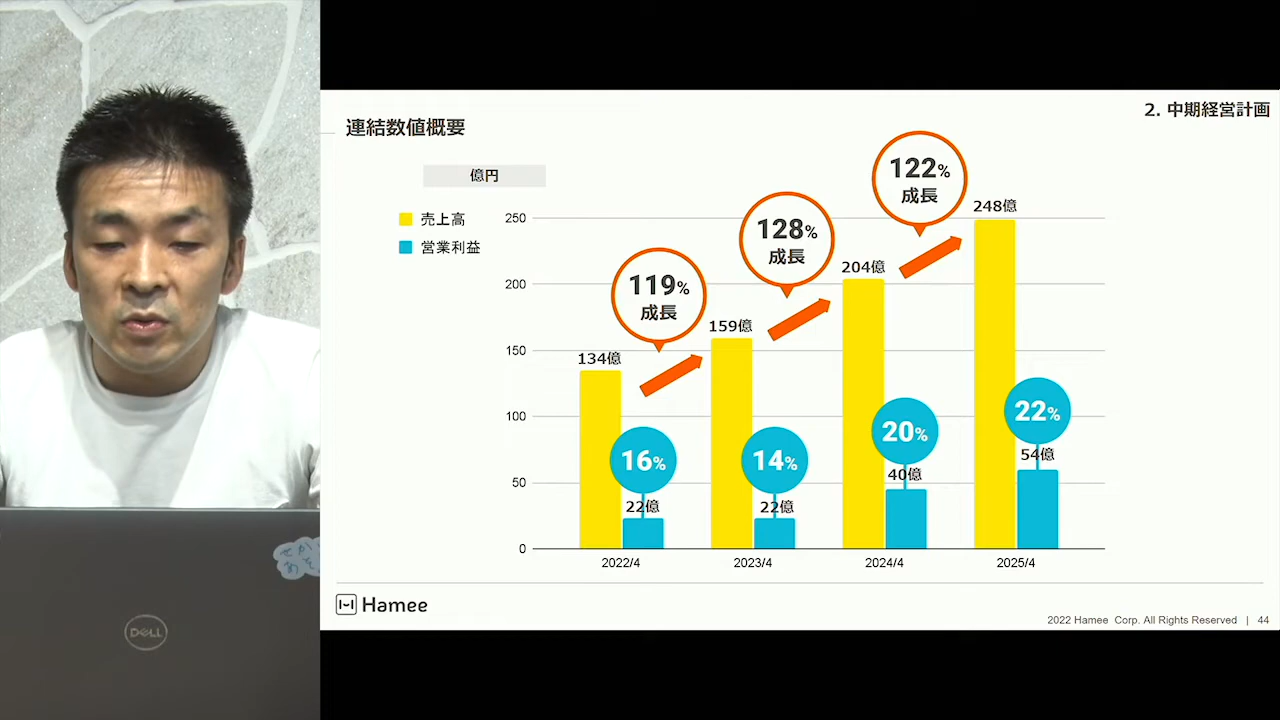 2. 中期経営計画
連結数値概要
億円
売上高
営業利益
250
200
150
100
50
0
119%
成長
128%
成長
122%
成長
134億
159億
204億
248億
16%
14%
20%
22%
22億
22億
40億
54億
2022/4
2023/4
2024/4
2025/4
Hamee
2022 Hamee Corp. All Rights Reserved | 44
DELL